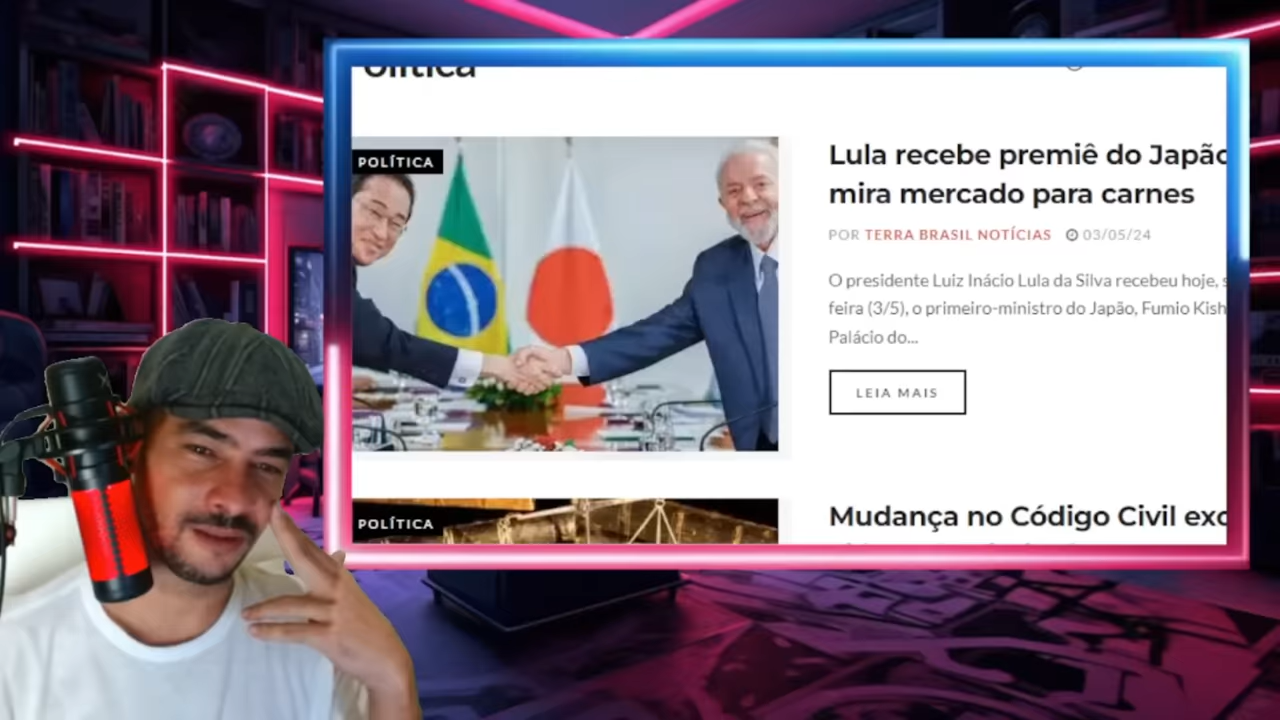 POLÍTICA
Lula recebe premiê do Japão
mira mercado para carnes
POR TERRA BRASIL NOTÍCIAS 03/05/24
O presidente Luiz Inácio Lula da Silva recebeu hoje,
feira (3/5), o primeiro-ministro do Japão, Fumio Kish
Palácio do...
LEIA MAIS
POLÍTICA
Mudança no Código Civil exc